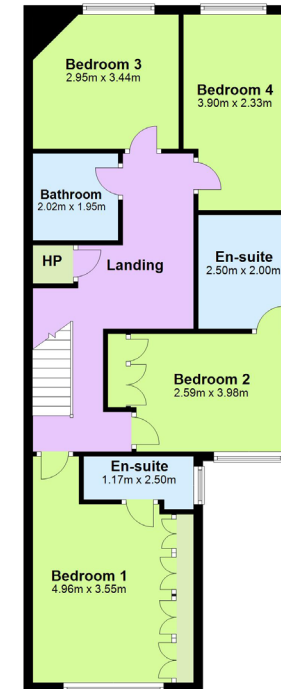 Bedroom 3
2.95m x 3.44m
Bedroom 4
3.90m x 2.33m
Bathroom
2.02m x 1.95m
HP
Landing
En-suite
2.50m x 2.00m
Bedroom 2
2.59m x 3.98m
En-suite
1.17m x 2.50m
Bedroom 1
4.96m x 3.55m